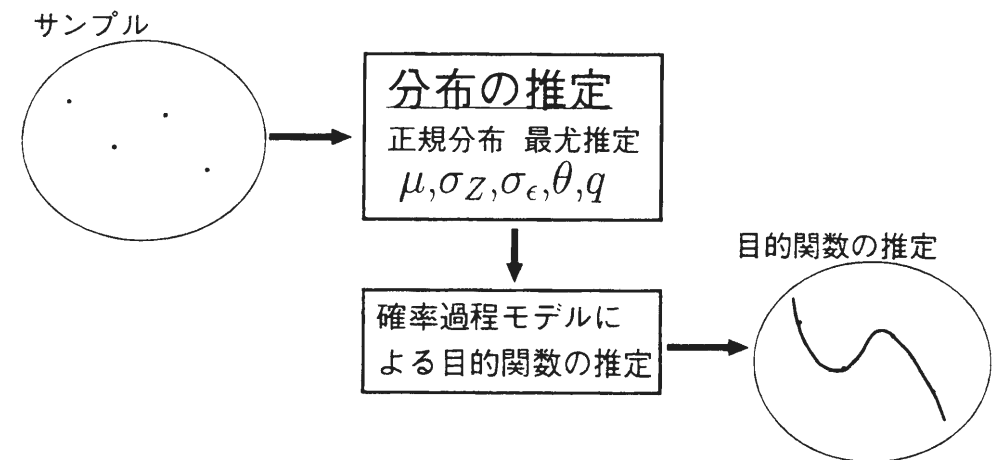 サンプル
分布の推定
正規分布 最尤推定
μ,σ_Z,σ_ϵ,θ,q
確率過程モデルに
よる目的関数の推定
目的関数の推定